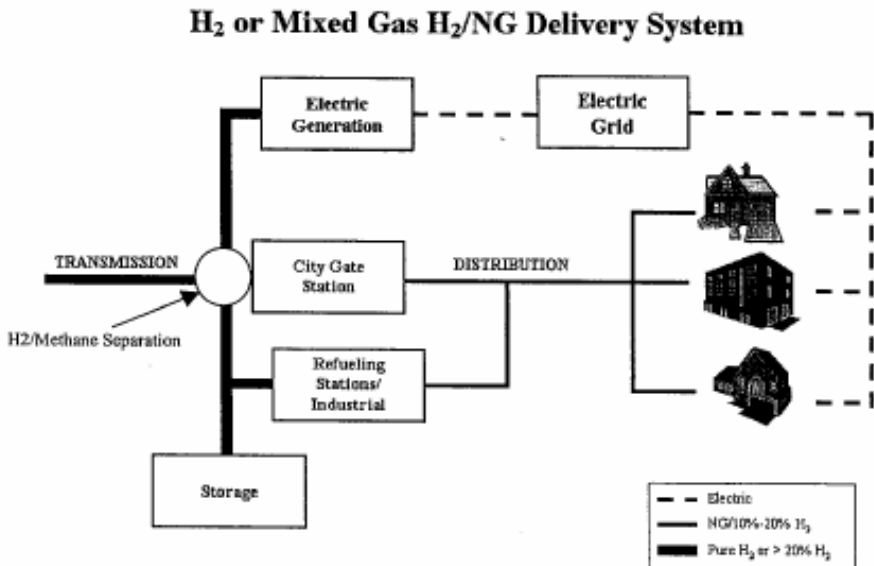 H₂ or Mixed Gas H₂/NG Delivery System
Electric
Generation
Electric
Grid
TRANSMISSION
City Gate
Station
DISTRIBUTION
H2/Methane Separation
Refueling
Stations/
Industrial
Storage
Electric
NG/10%-20% H₂
Pure H₂ or > 20% H₂